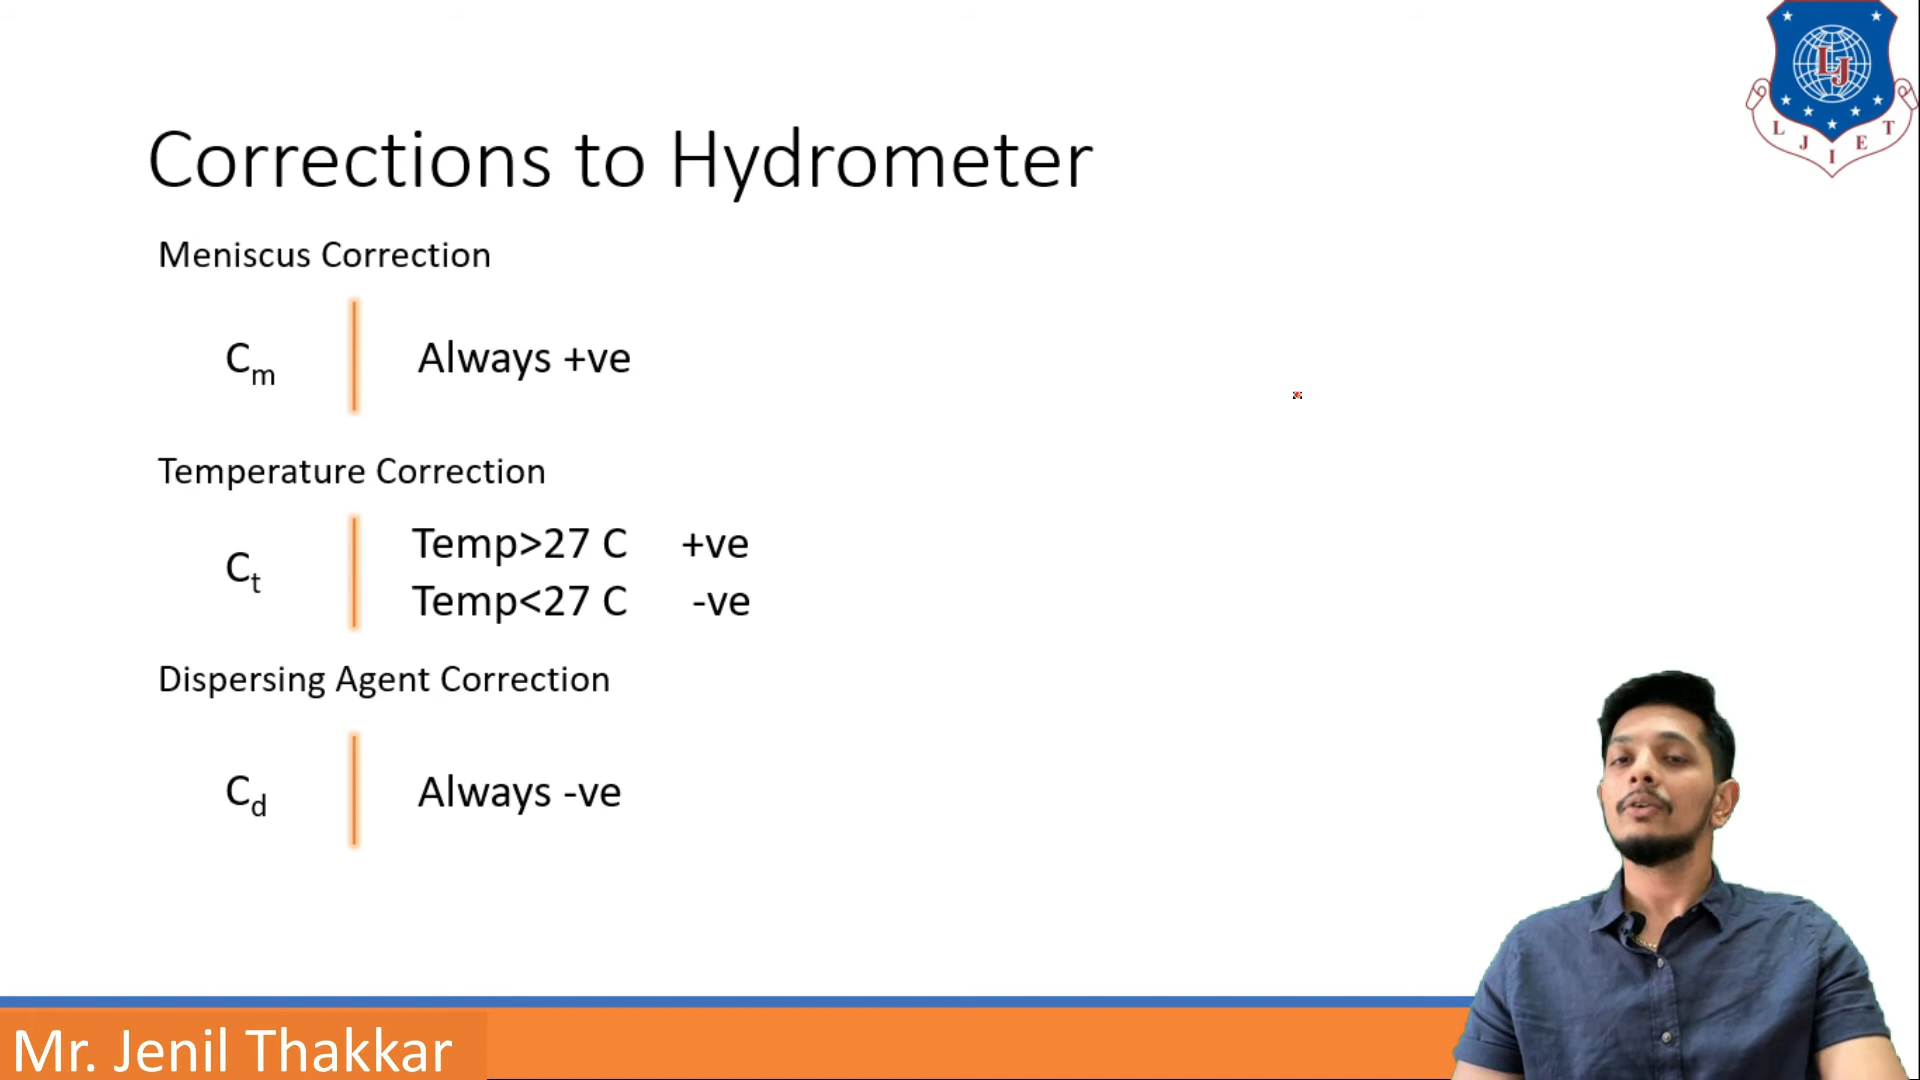 Corrections to Hydrometer
Meniscus Correction
Cm
Always +ve
Temperature Correction
Ct
Temp>27 C +ve
Temp<27 C -ve
Dispersing Agent Correction
Cd
Always -ve
Mr. Jenil Thakkar
LJ
L J I E T